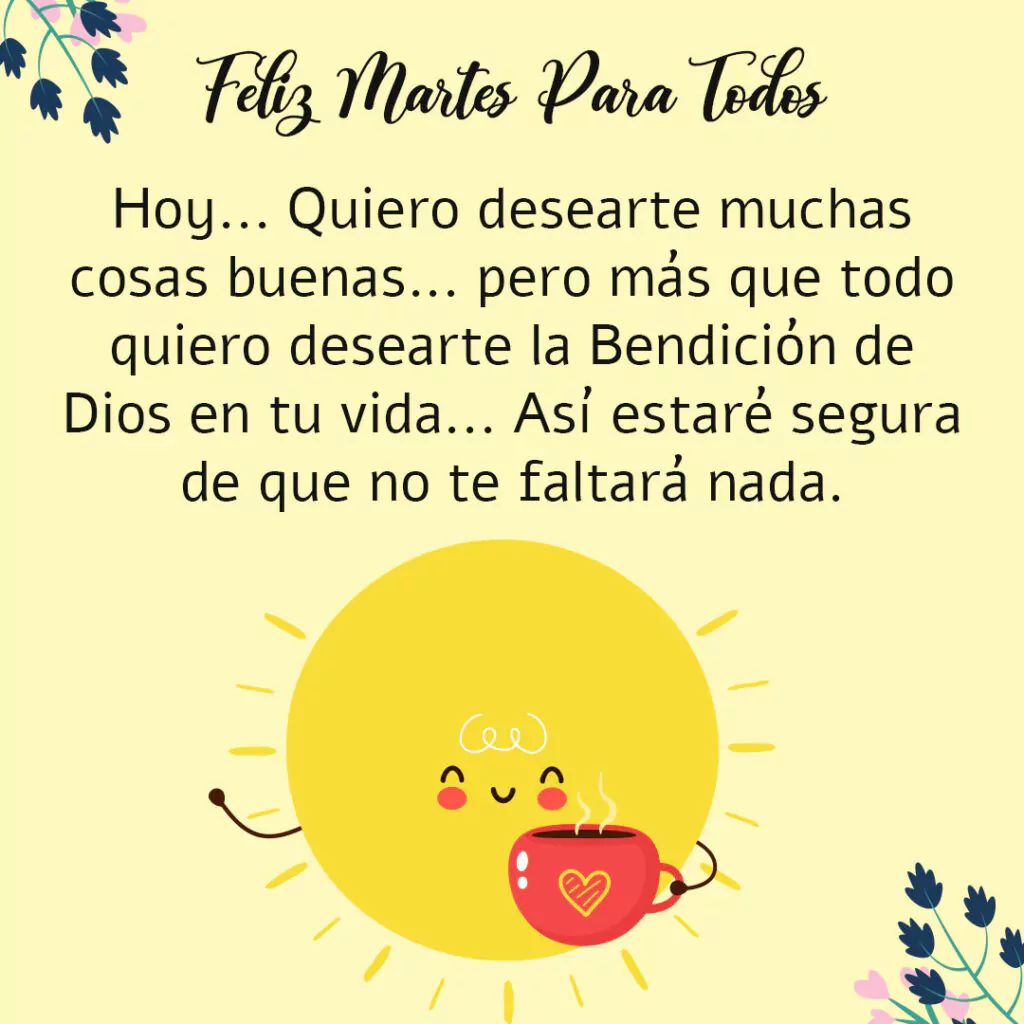 Feliz Martes Para Todos
Hoy... Quiero desearte muchas
cosas buenas... pero más que todo
quiero desearte la Bendición de
Dios en tu vida... Así estaré segura
de que no te faltará nada.